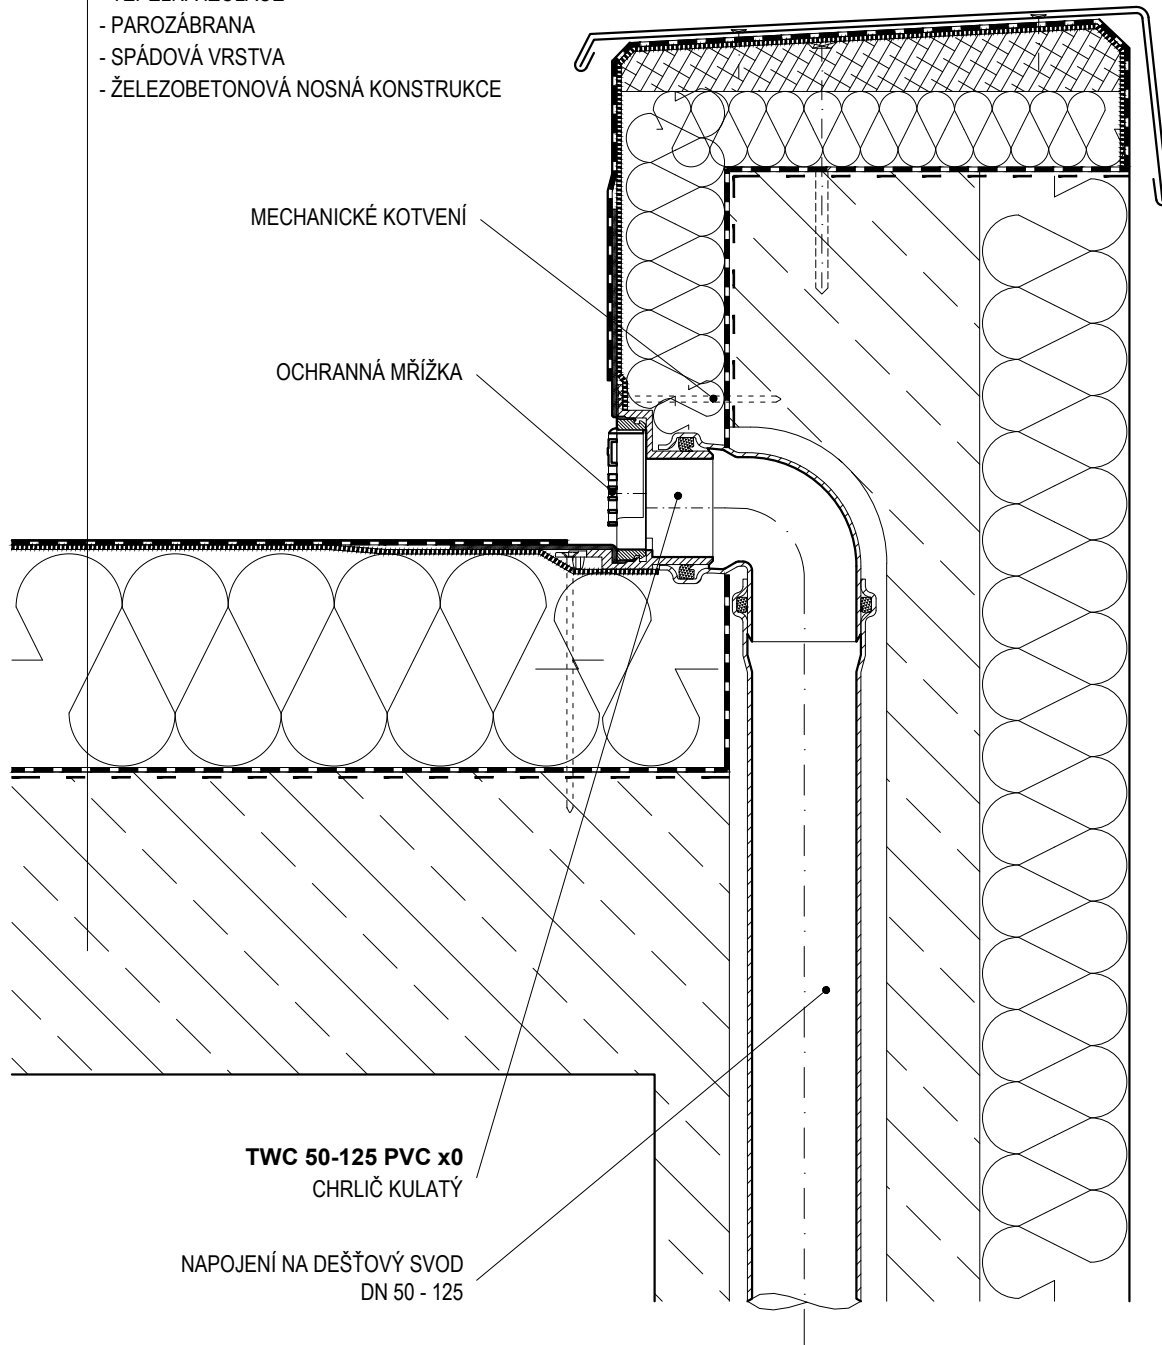 - PAROZÁBRANA
- SPÁDOVÁ VRSTVA
- ŽELEZOBETONOVÁ NOSNÁ KONSTRUKCE
MECHANICKÉ KOTVENÍ
OCHRANNÁ MŘÍŽKA
TWC 50-125 PVC x0
CHRLIČ KULATÝ
NAPOJENÍ NA DEŠŤOVÝ SVOD
DN 50 - 125